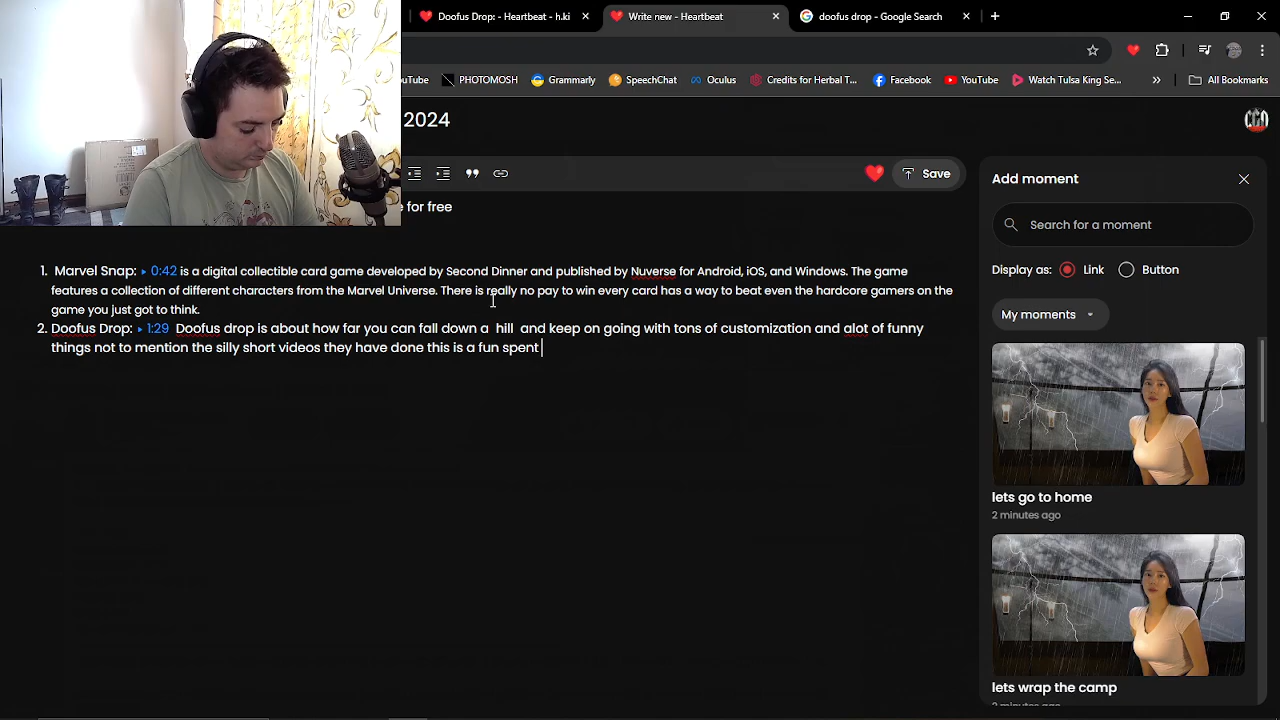 Doofus Drop: - Heartbeat - h.ki
Write new - Heartbeat
doofus drop - Google Search
PHOTOMOSH
Grammarly
SpeechChat
Oculus
Credits for Herbal T...
Facebook
YouTube
Watch Tulsa King Se...
All Bookmarks
2024
Save
e for free
1. Marvel Snap: 0:42 is a digital collectible card game developed by Second Dinner and published by Nuverse for Android, iOS, and Windows. The game
features a collection of different characters from the Marvel Universe. There is really no pay to win every card has a way to beat even the hardcore gamers on the
game you just got to think.
2. Doofus Drop: 1:29 Doofus drop is about how far you can fall down a hill and keep on going with tons of customization and alot of funny
things not to mention the silly short videos they have done this is a fun spent
Add moment
Search for a moment
Display as: Link Button
My moments
lets go to home
2 minutes ago
lets wrap the camp